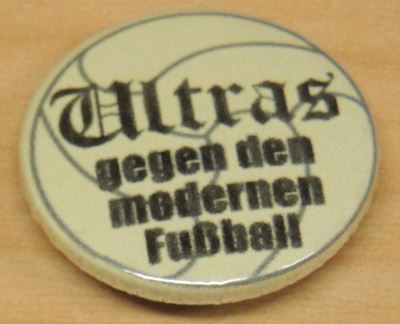 Ultras
gegen den
modernen
Fußball